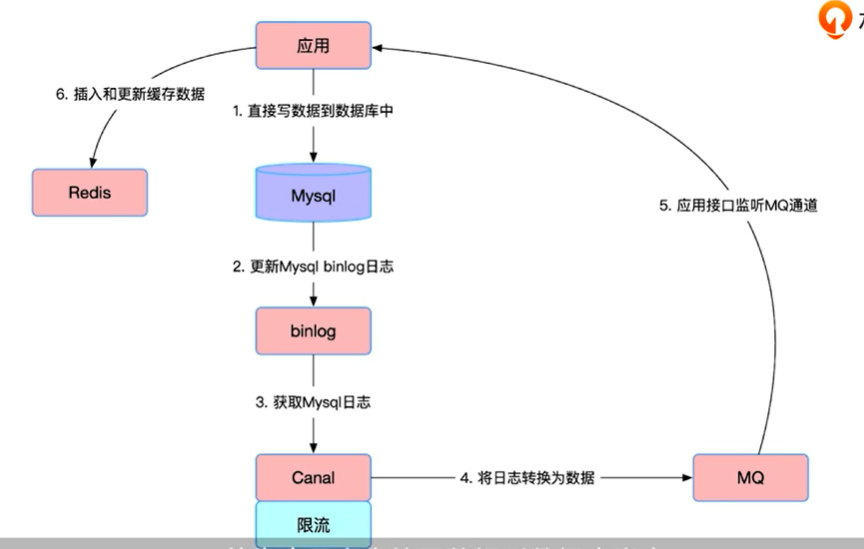 应用
6. 插入和更新缓存数据
1. 直接写数据到数据库中
Redis
Mysql
5. 应用接口监听MQ通道
2. 更新Mysql binlog日志
binlog
3. 获取Mysql日志
Canal
4. 将日志转换为数据
MQ
限流